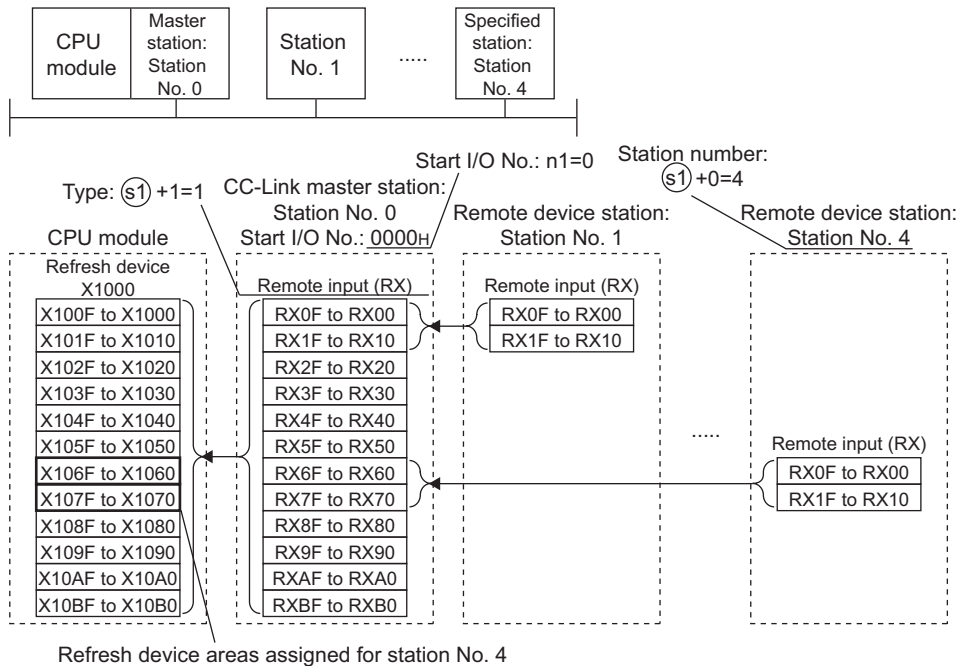 CPU
module
Master
station:
Station
No. 0
Station
No. 1
.....
Specified
station:
Station
No. 4
Start I/O No.: n1=0
Station number:
s1 +0=4
Type: s1 +1=1
CC-Link master station:
Station No. 0
Start I/O No.: 0000H
Remote device station:
Station No. 1
Remote device station:
Station No. 4
CPU module
Refresh device
X1000
X100F to X1000
X101F to X1010
X102F to X1020
X103F to X1030
X104F to X1040
X105F to X1050
X106F to X1060
X107F to X1070
X108F to X1080
X109F to X1090
X10AF to X10A0
X10BF to X10B0
Remote input (RX)
RX0F to RX00
RX1F to RX10
RX2F to RX20
RX3F to RX30
RX4F to RX40
RX5F to RX50
RX6F to RX60
RX7F to RX70
RX8F to RX80
RX9F to RX90
RXAF to RXA0
RXBF to RXB0
Remote input (RX)
RX0F to RX00
RX1F to RX10
.....
Remote input (RX)
RX0F to RX00
RX1F to RX10
Refresh device areas assigned for station No. 4